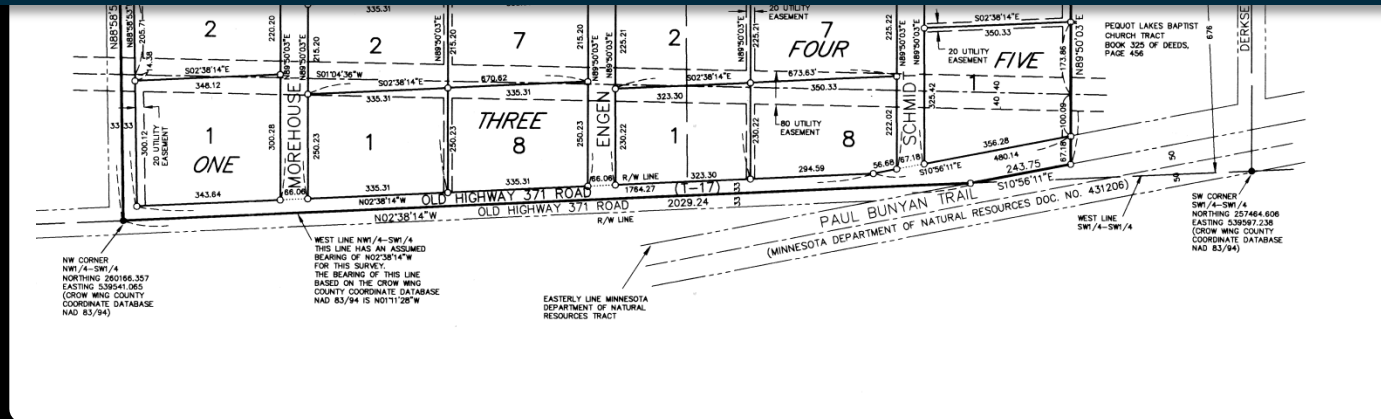 N88°58'5
N88°58'53"E
205.71
14.38
2
220.20
N89°50'03"E
335.31
215.20
2
215.20
7
N89°50'03"E
225.21
2
N89°50'03"E
225.21
20 UTILITY
EASEMENT
7
FOUR
225.22
N89°50'03"E
S02°38'14"E
350.33
20 UTILITY
EASEMENT
FIVE
173.86
N89°50'03"E
PEQUOT LAKES BAPTIST
CHURCH TRACT
BOOK 325 OF DEEDS,
PAGE 456
676
DERKSE
S02°38'14"E
348.12
S01°04'36"W
335.31
670.62
335.31
S02°38'14"E
323.30
673.63'
350.33
325.42
1
40 40
33 33
300.12
20 UTILITY
EASEMENT
1
ONE
300.28
MOREHOUSE
250.23
1
250.23
THREE
8
250.23
ENGEN
230.22
1
230.22
80 UTILITY
EASEMENT
8
222.02
SCHMID
356.28
480.14
100.09
67.18
343.64
66.06
335.31
335.31
66.06
R/W LINE
323.30
294.59
56.68
67.18
S10°56'11"E
243.75
S10°56'11"E
50
50
N02°38'14"W
OLD HIGHWAY 371 ROAD
1764.27
(T-17)
33 33
N02°38'14"W
OLD HIGHWAY 371 ROAD
2029.24
R/W LINE
PAUL BUNYAN TRAIL
(MINNESOTA DEPARTMENT OF NATURAL RESOURCES DOC. NO. 431206)
WEST LINE
SW1/4-SW1/4
SW CORNER
SW1/4-SW1/4
NORTHING 257464.606
EASTING 539597.238
(CROW WING COUNTY
COORDINATE DATABASE
NAD 83/94)
NW CORNER
NW1/4-SW1/4
NORTHING 260166.357
EASTING 539541.065
(CROW WING COUNTY
COORDINATE DATABASE
NAD 83/94)
WEST LINE NW1/4-SW1/4
THIS LINE HAS AN ASSUMED
BEARING OF N02°38'14"W
FOR THIS SURVEY.
THE BEARING OF THIS LINE
BASED ON THE CROW WING
COUNTY COORDINATE DATABASE
NAD 83/94 IS N01°11'28"W
EASTERLY LINE MINNESOTA
DEPARTMENT OF NATURAL
RESOURCES TRACT